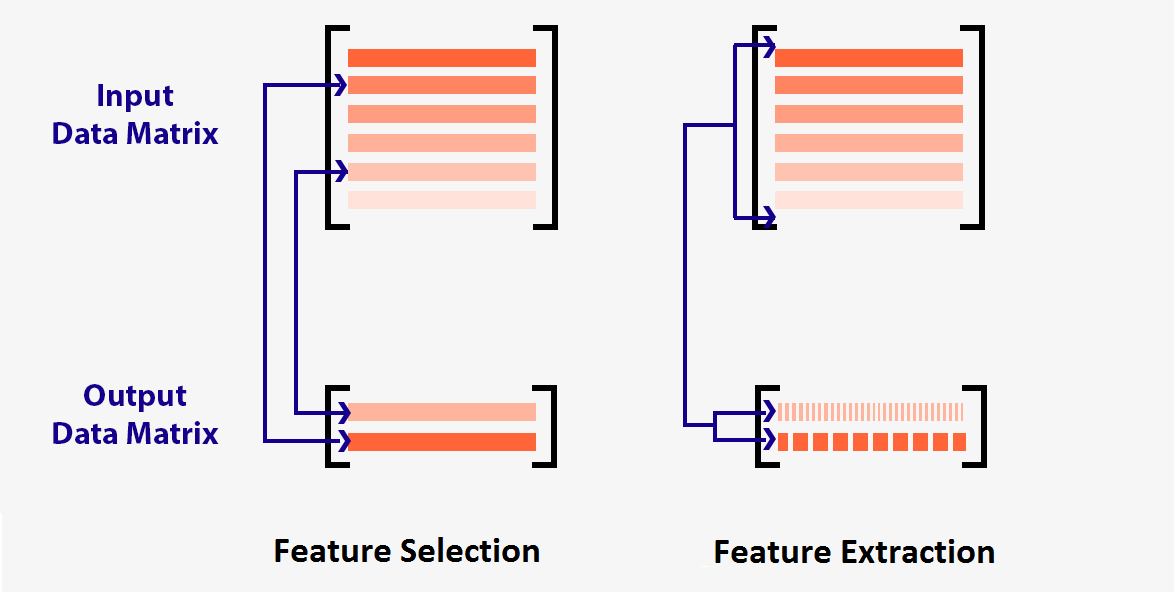 Input
Data Matrix
Output
Data Matrix
Feature Selection
Feature Extraction